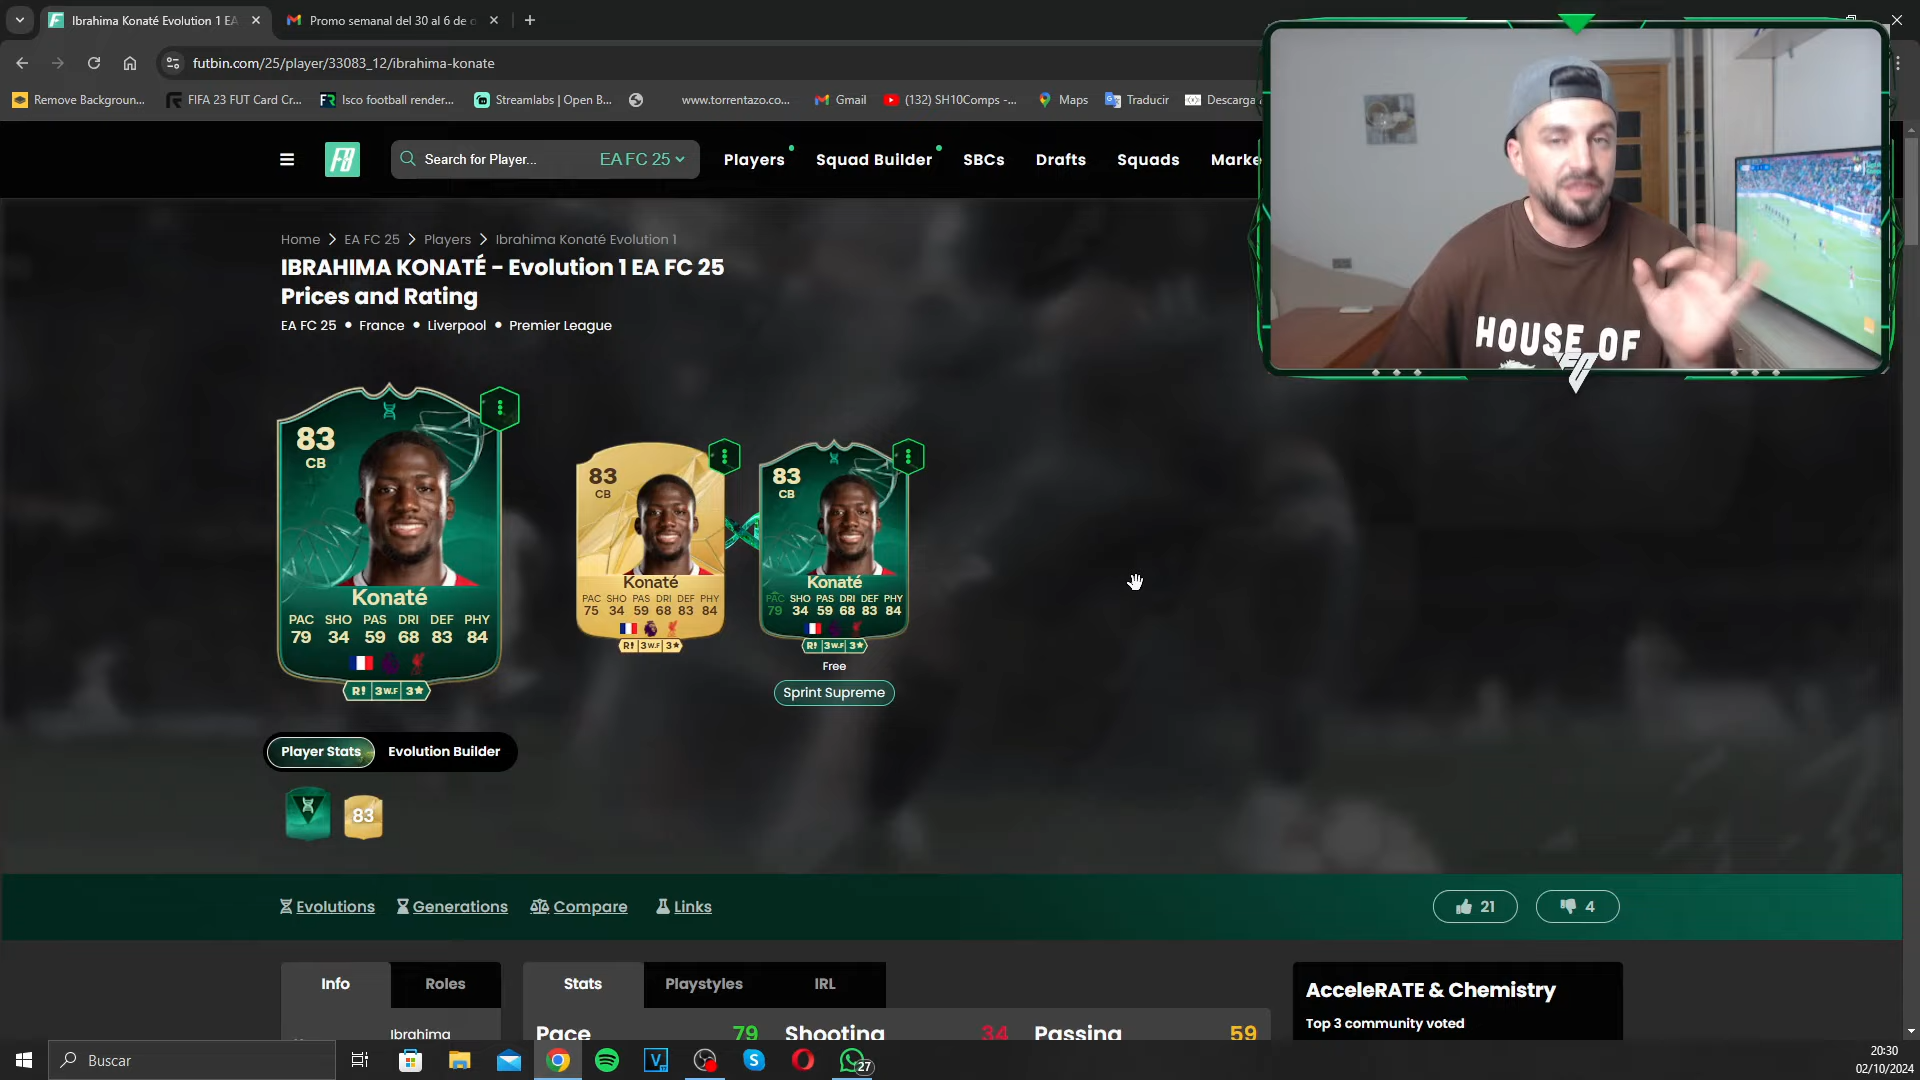 Ibrahima Konaté Evolution 1 EA
Promo semanal del 30 al 6 de o
futbin.com/25/player/33083_12/ibrahima-konate
Remove Backgroun...
FIFA 23 FUT Card Cr...
Isco football render...
Streamlabs | Open B...
www.torrentazo.co...
Gmail
(132) SH10Comps -...
Maps
Traducir
Descarga
Search for Player...
EA FC 25
Players
Squad Builder
SBCs
Drafts
Squads
Marke
HOUSE OF
Home > EA FC 25 > Players > Ibrahima Konaté Evolution 1
IBRAHIMA KONATÉ - Evolution 1 EA FC 25
Prices and Rating
EA FC 25 • France • Liverpool • Premier League
83
CB
Konaté
PAC SHO PAS DRI DEF PHY
79 34 59 68 83 84
R! 3 W.F 3★
83
CB
Konaté
PAC SHO PAS DRI DEF PHY
75 34 59 68 83 84
R! 3 W.F 3★
83
CB
Konaté
PAC SHO PAS DRI DEF PHY
79 34 59 68 83 84
R! 3 W.F 3★
Free
Sprint Supreme
Player Stats
Evolution Builder
83
Evolutions
Generations
Compare
Links
21
4
Info
Roles
Stats
Playstyles
IRL
AcceleRATE & Chemistry
Top 3 community voted
Ibrahima
Pace 79
Shooting 34
Passing 59
Buscar
27
20:30
02/10/2024